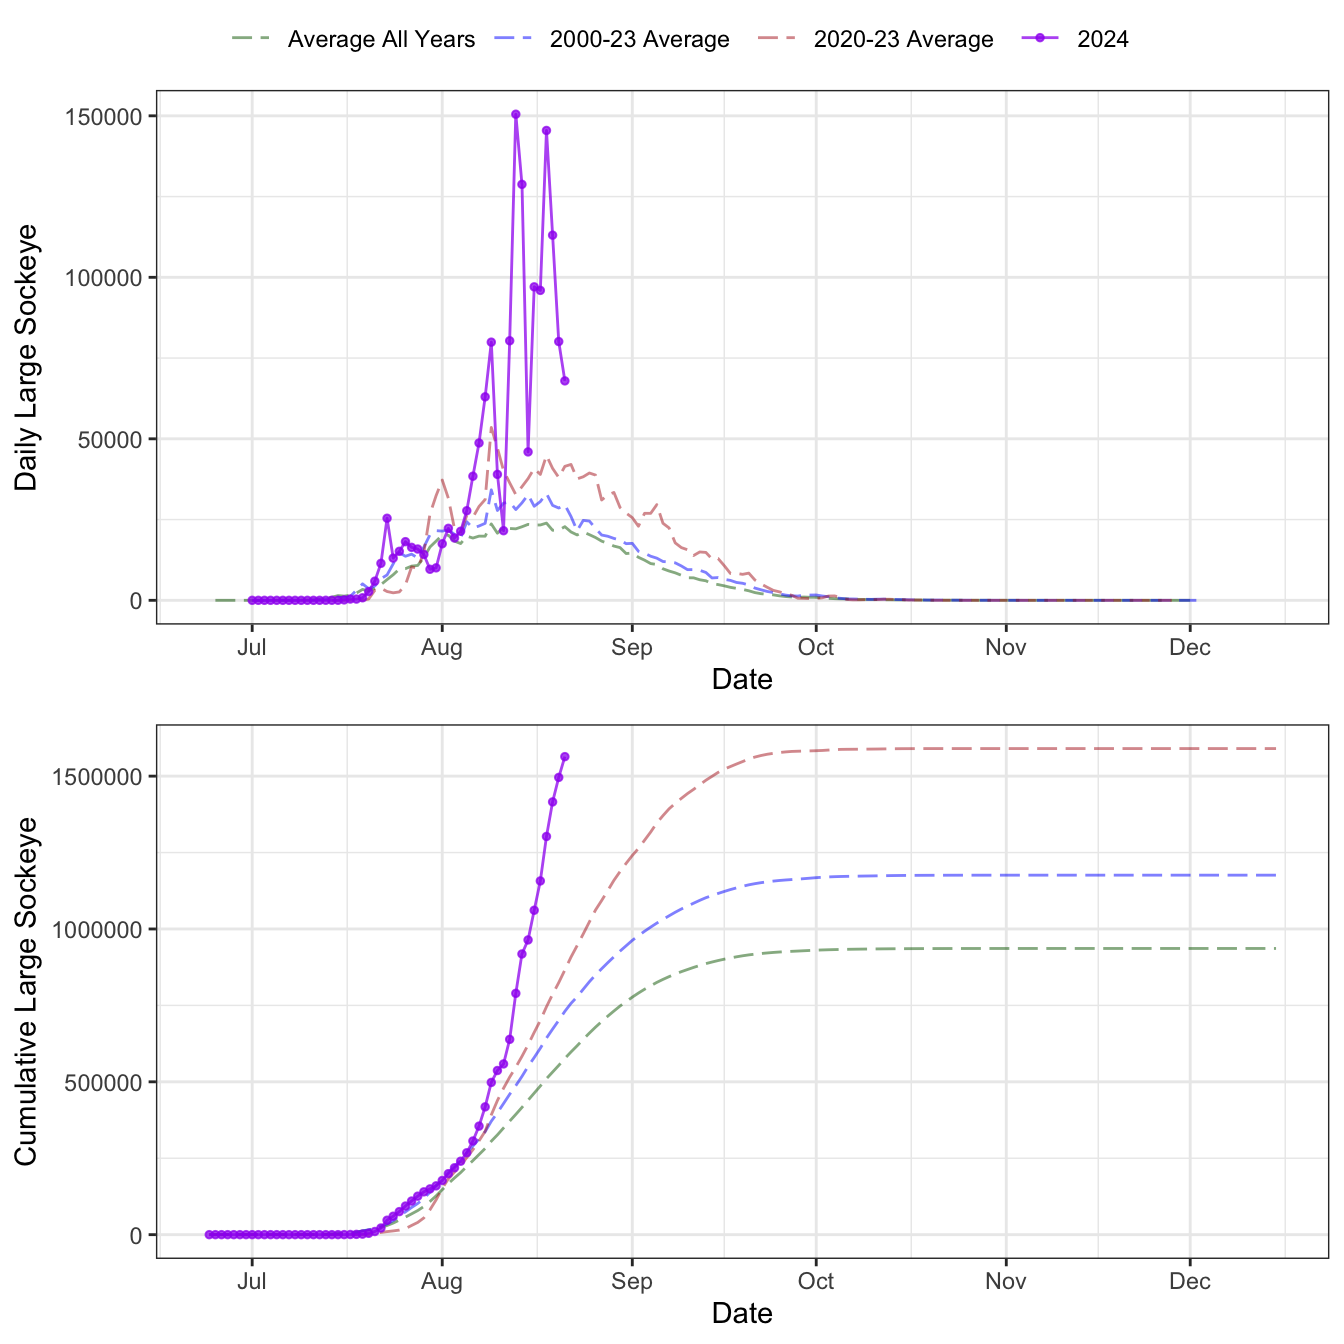 Average All Years 2000-23 Average 2020-23 Average 2024
Daily Large Sockeye
150000
100000
50000
0
Jul Aug Sep Oct Nov Dec
Date
Cumulative Large Sockeye
1500000
1000000
500000
0
Jul Aug Sep Oct Nov Dec
Date